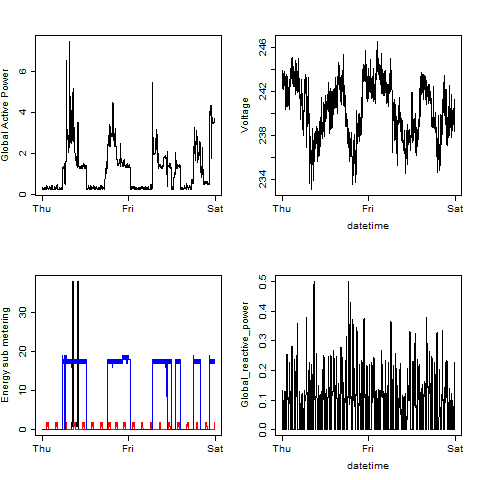 Global Active Power
0 2 4 6
Thu Fri Sat
Voltage
234 238 242 246
Thu Fri Sat
datetime
Energy sub metering
0 10 20 30
Thu Fri Sat
Global_reactive_power
0.0 0.1 0.2 0.3 0.4 0.5
Thu Fri Sat
datetime